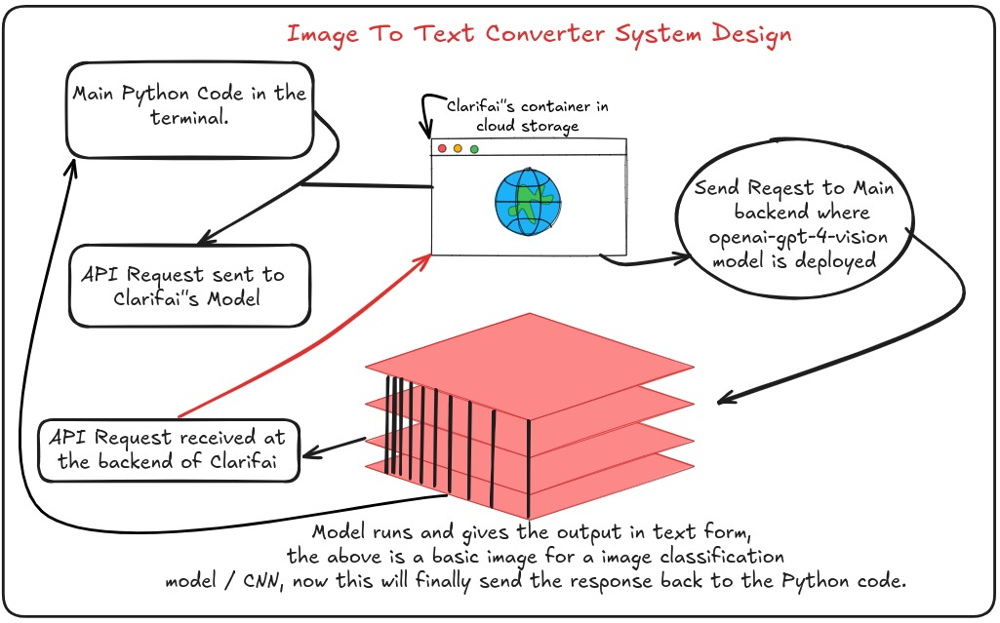 Image To Text Converter System Design
Main Python Code in the
terminal.
Clarifai"s container in
cloud storage
Send Reqest to Main
backend where
openai-gpt-4-vision
model is deployed
API Request sent to
Clarifai"s Model
API Request received at
the backend of Clarifai
Model runs and gives the output in text form,
the above is a basic image for a image classification
model / CNN, now this will finally send the response back to the Python code.